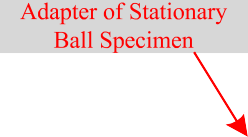 Adapter of Stationary
Ball Specimen